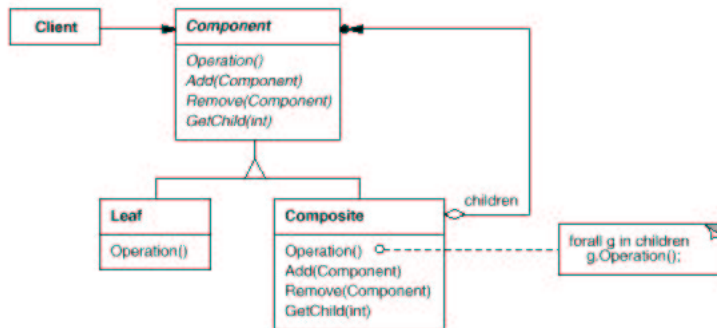 Client
Component
Operation()
Add(Component)
Remove(Component)
GetChild(int)
Leaf
Operation()
Composite
Operation()
Add(Component)
Remove(Component)
GetChild(int)
children
forall g in children
g.Operation();